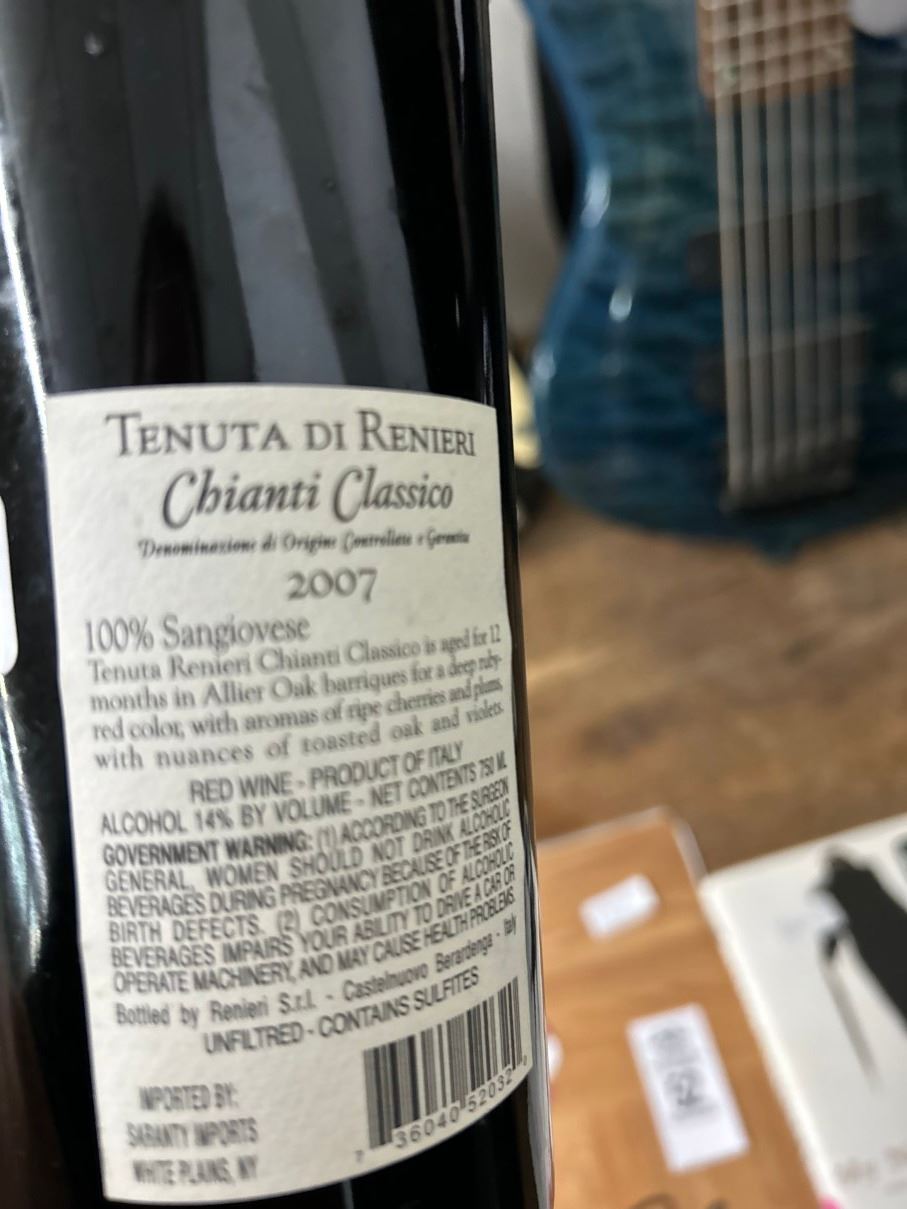 TENUTA DI RENIERI
Chianti Classico
Denominazione di Origine Controllata e Garantita
2007
100% Sangiovese
Tenuta Renieri Chianti Classico is aged for 12
months in Allier Oak barriques for a deep ruby-
red color, with aromas of ripe cherries and plums,
with nuances of toasted oak and violets.
RED WINE - PRODUCT OF ITALY
ALCOHOL 14% BY VOLUME - NET CONTENTS 750 ML
GOVERNMENT WARNING: (1) ACCORDING TO THE SURGEON
GENERAL, WOMEN SHOULD NOT DRINK ALCOHOLIC
BEVERAGES DURING PREGNANCY BECAUSE OF THE RISK OF
BIRTH DEFECTS. (2) CONSUMPTION OF ALCOHOLIC
BEVERAGES IMPAIRS YOUR ABILITY TO DRIVE A CAR OR
OPERATE MACHINERY, AND MAY CAUSE HEALTH PROBLEMS.
Bottled by Renieri S.r.l. - Castelnuovo Berardenga - Italy
UNFILTRED - CONTAINS SULFITES
IMPORTED BY:
SARANTY IMPORTS
WHITE PLAINS, NY
7 36040 52032 0